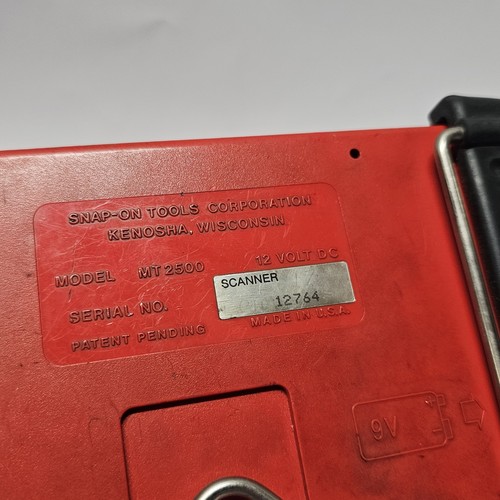 SNAP-ON TOOLS CORPORATION
KENOSHA, WISCONSIN
MODEL MT2500 12 VOLT DC
SCANNER
SERIAL NO. 12764
PATENT PENDING MADE IN U.S.A.
9V